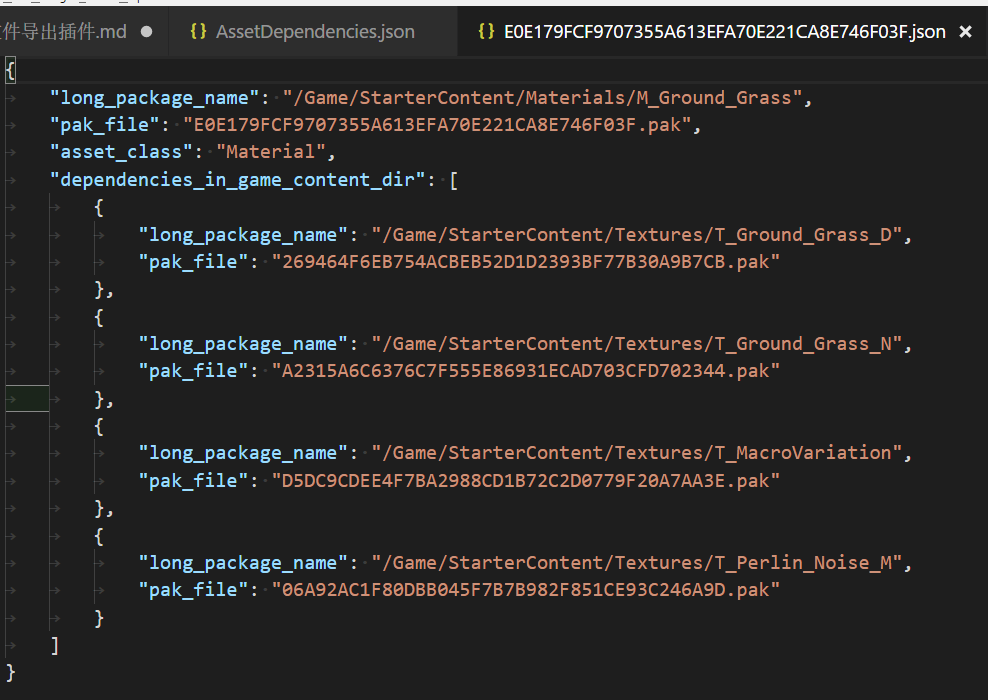 件导出插件.md
{} AssetDependencies.json
{} E0E179FCF9707355A613EFA70E221CA8E746F03F.json
{
"long_package_name": "/Game/StarterContent/Materials/M_Ground_Grass",
"pak_file": "E0E179FCF9707355A613EFA70E221CA8E746F03F.pak",
"asset_class": "Material",
"dependencies_in_game_content_dir": [
{
"long_package_name": "/Game/StarterContent/Textures/T_Ground_Grass_D",
"pak_file": "269464F6EB754ACBEB52D1D2393BF77B30A9B7CB.pak"
},
{
"long_package_name": "/Game/StarterContent/Textures/T_Ground_Grass_N",
"pak_file": "A2315A6C6376C7F555E86931ECAD703CFD702344.pak"
},
{
"long_package_name": "/Game/StarterContent/Textures/T_MacroVariation",
"pak_file": "D5DC9CDEE4F7BA2988CD1B72C2D0779F20A7AA3E.pak"
},
{
"long_package_name": "/Game/StarterContent/Textures/T_Perlin_Noise_M",
"pak_file": "06A92AC1F80DBB045F7B7B982F851CE93C246A9D.pak"
}
]
}